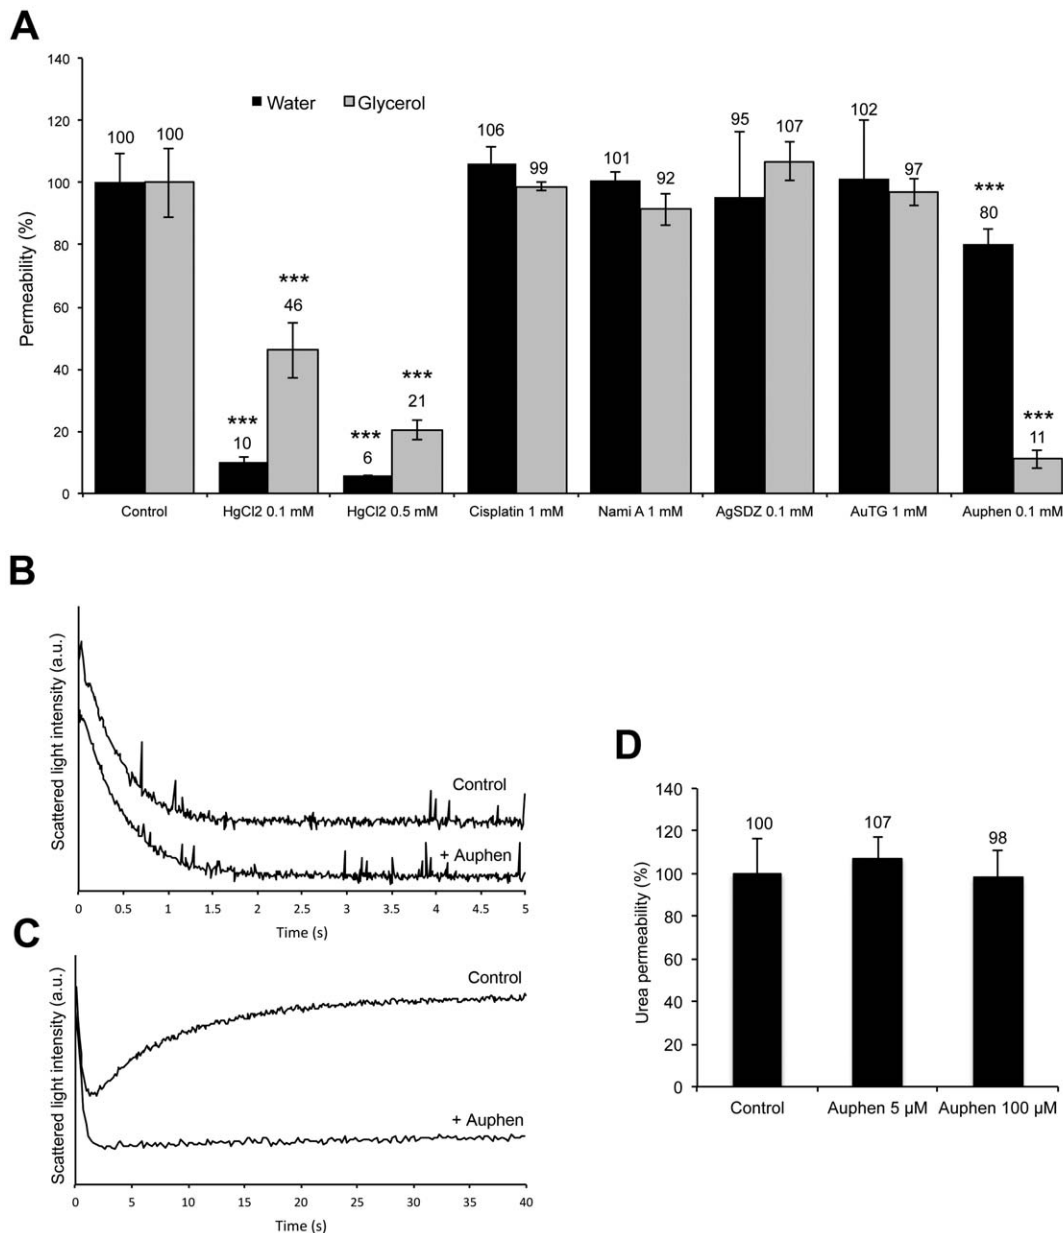 A
Permeability (%)
140
120
100
80
60
40
20
0
Water Glycerol
100 100
10 46
*** ***
6 21
*** ***
106 99
101 92
95 107
102 97
*** 80
*** 11
Control HgCl2 0.1 mM HgCl2 0.5 mM Cisplatin 1 mM Nami A 1 mM AgSDZ 0.1 mM AuTG 1 mM Auphen 0.1 mM
B
Scattered light intensity (a.u.)
Control
+ Auphen
0 0.5 1 1.5 2 2.5 3 3.5 4 4.5 5
Time (s)
C
Scattered light intensity (a.u.)
Control
+ Auphen
0 5 10 15 20 25 30 35 40
Time (s)
D
Urea permeability (%)
140
120
100
80
60
40
20
0
100 107 98
Control Auphen 5 µM Auphen 100 µM